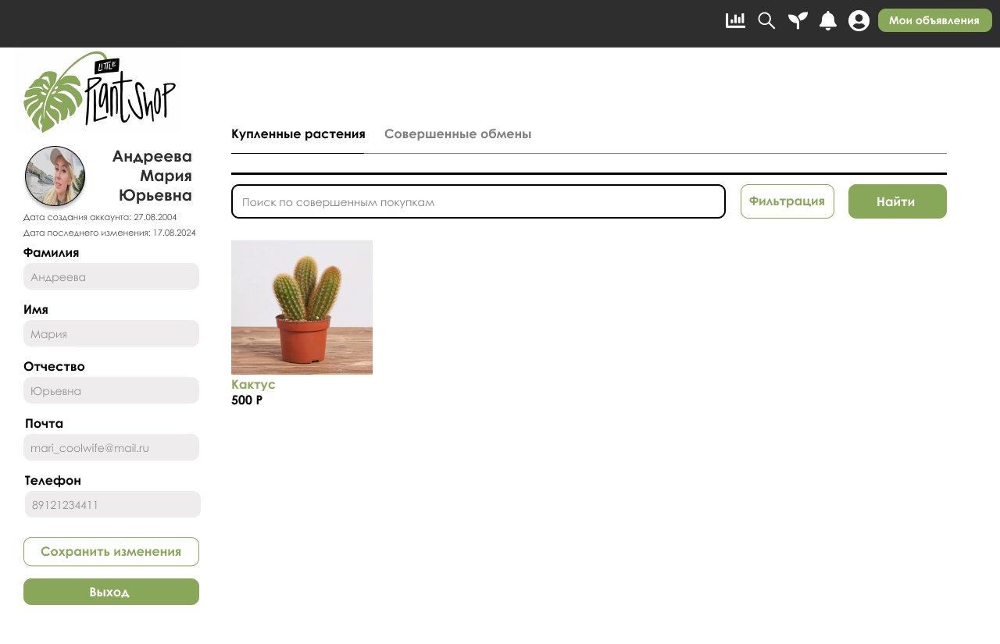 Мои объявления
LITTLE
Plant Shop
Купленные растения
Совершенные обмены
Андреева
Мария
Юрьевна
Дата создания аккаунта: 27.08.2004
Дата последнего изменения: 17.08.2024
Фамилия
Андреева
Имя
Мария
Отчество
Юрьевна
Почта
mari_coolwife@mail.ru
Телефон
89121234411
Сохранить изменения
Выход
Поиск по совершенным покупкам
Фильтрация
Найти
Кактус
500 Р